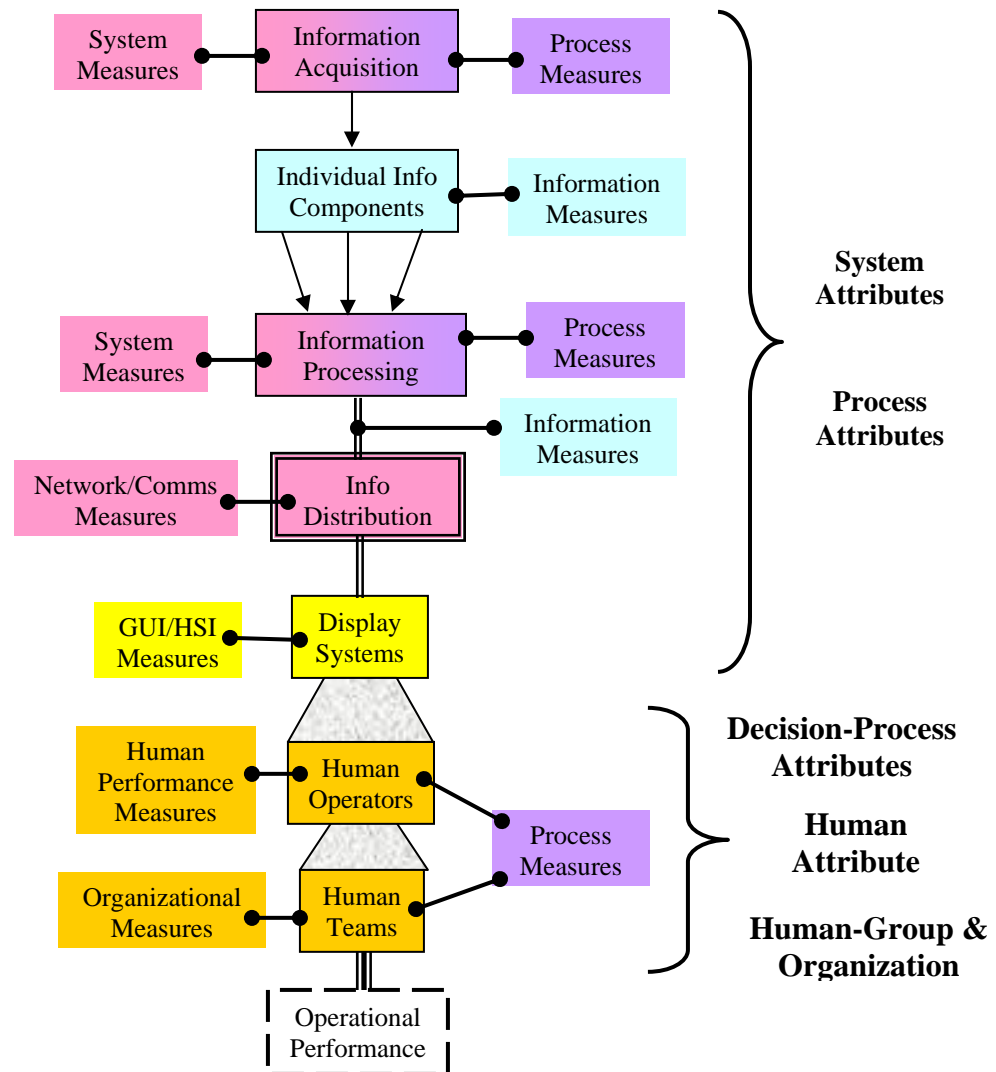 System
Measures
Information
Acquisition
Process
Measures
Individual Info
Components
Information
Measures
System
Attributes
System
Measures
Information
Processing
Process
Measures
Process
Attributes
Information
Measures
Network/Comms
Measures
Info
Distribution
GUI/HSI
Measures
Display
Systems
Human
Performance
Measures
Human
Operators
Decision-Process
Attributes
Process
Measures
Human
Attribute
Organizational
Measures
Human
Teams
Human-Group &
Organization
Operational
Performance